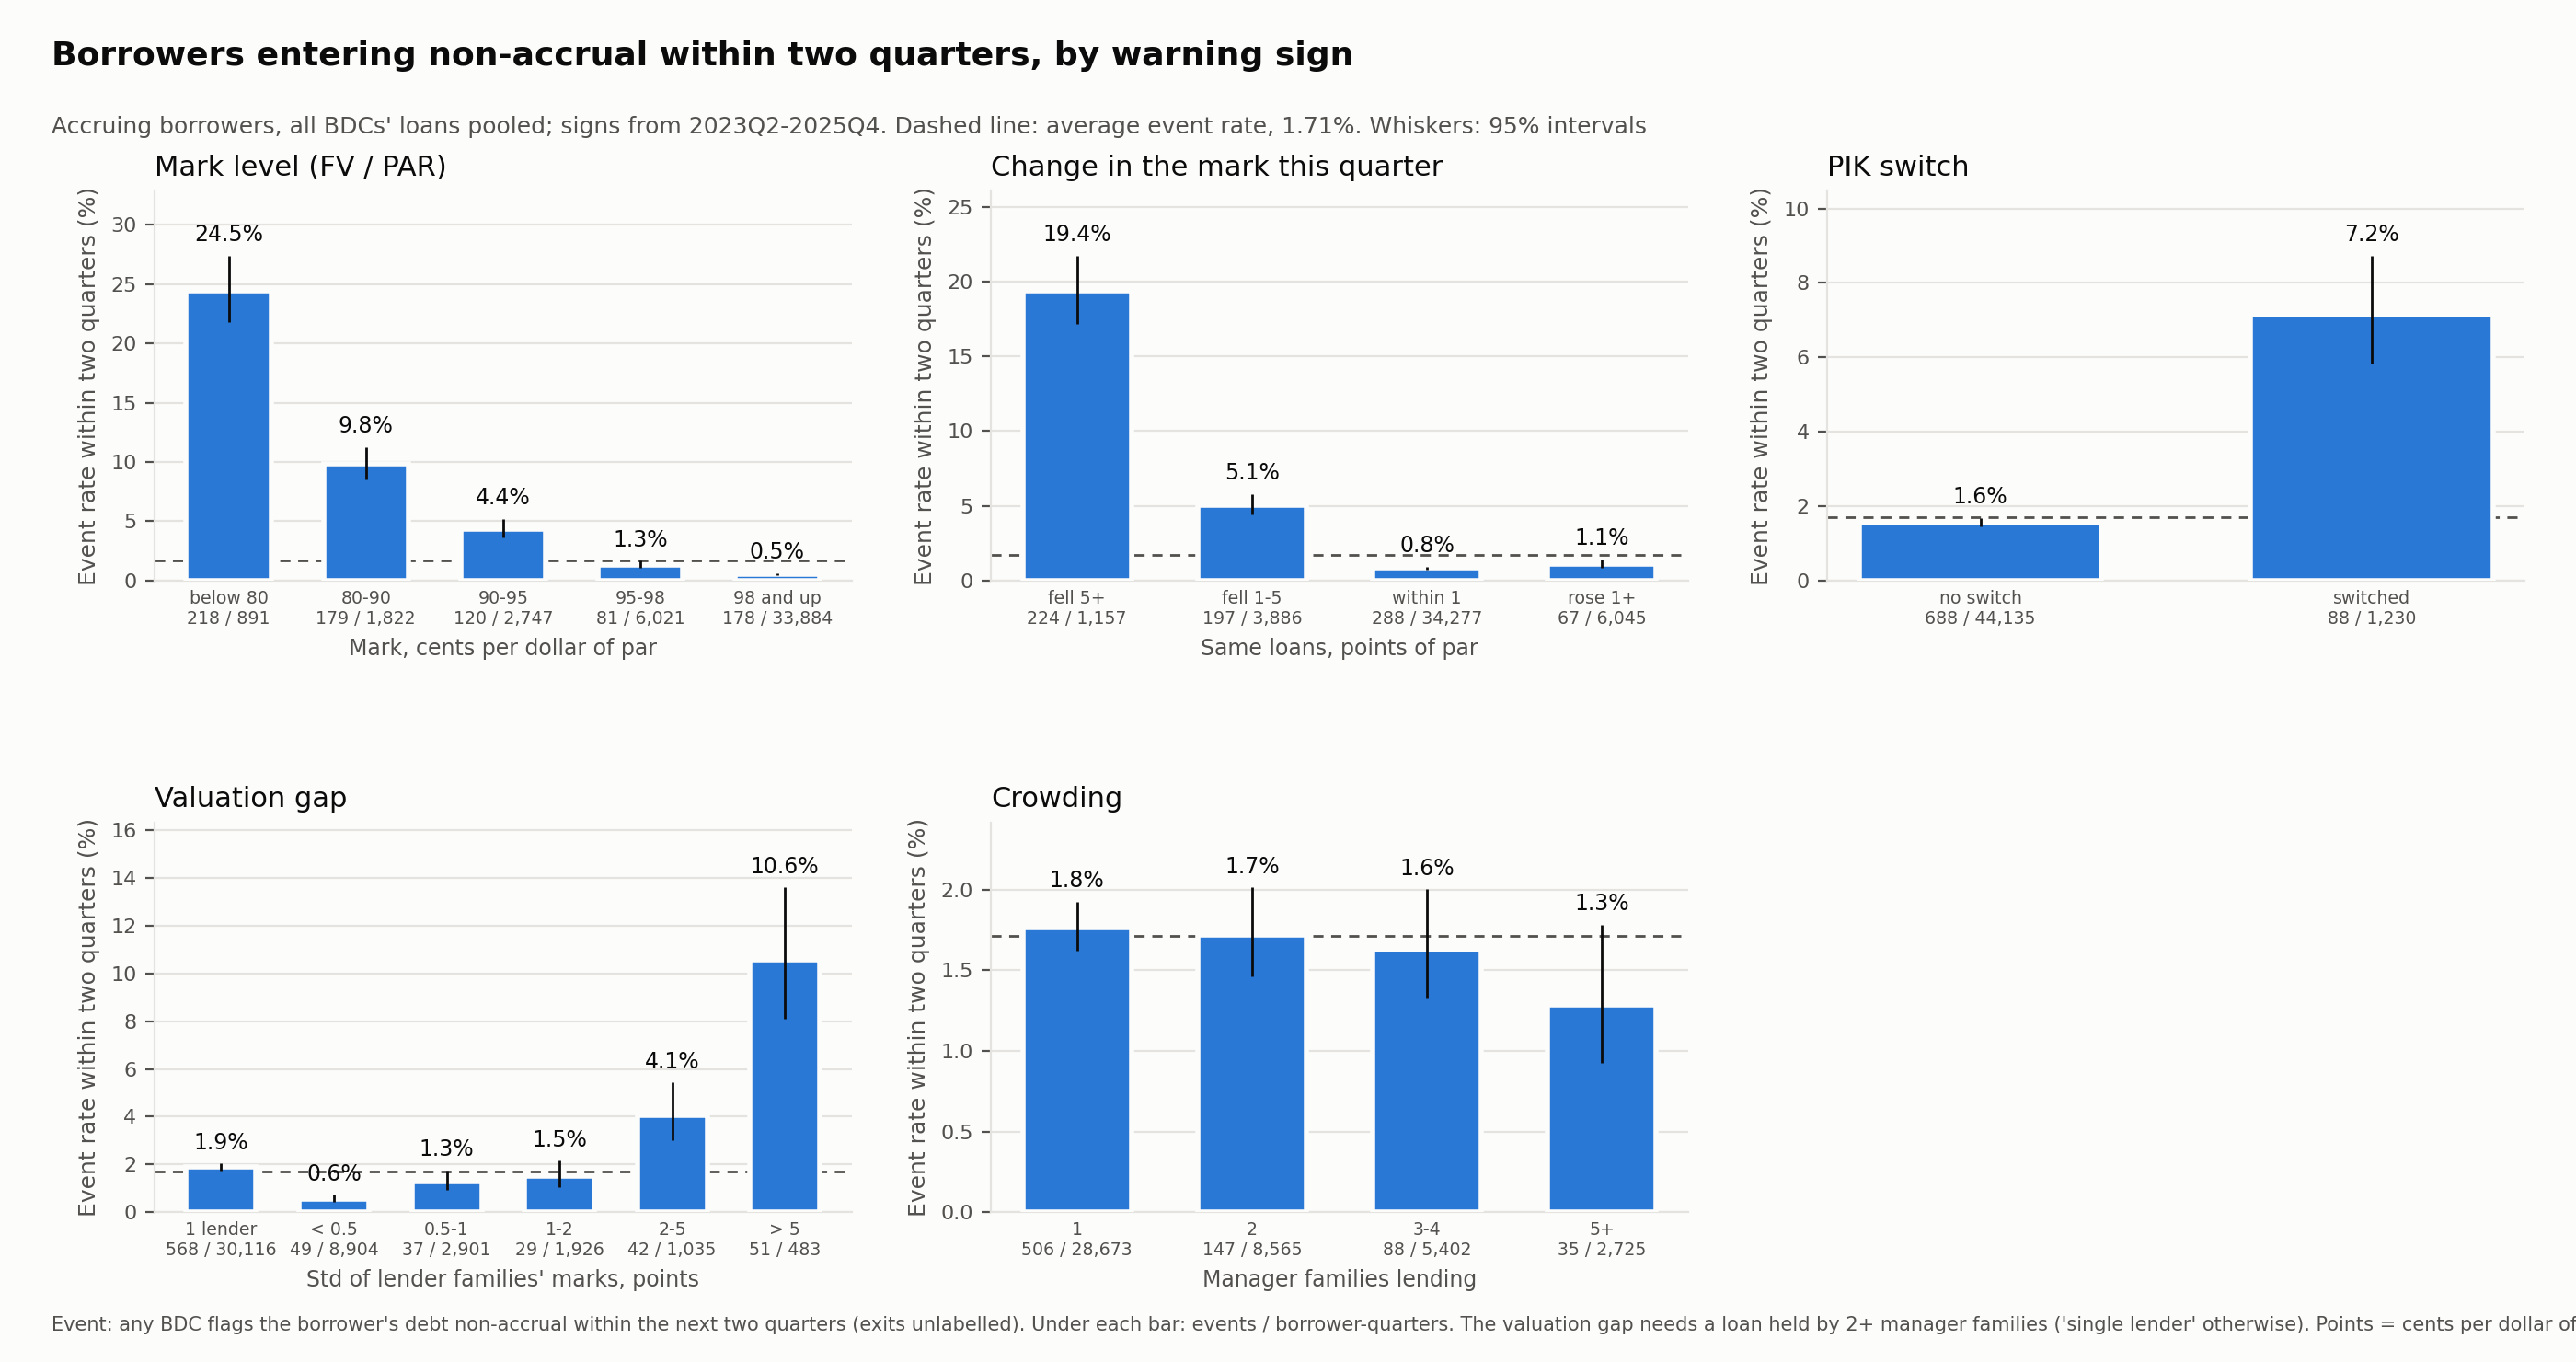 Borrowers entering non-accrual within two quarters, by warning sign
Accruing borrowers, all BDCs' loans pooled; signs from 2023Q2-2025Q4. Dashed line: average event rate, 1.71%. Whiskers: 95% intervals
Mark level (FV / PAR)
Event rate within two quarters (%)
30
25
20
15
10
5
0
24.5%
9.8%
4.4%
1.3%
0.5%
below 80
218 / 891
80-90
179 / 1,822
90-95
120 / 2,747
95-98
81 / 6,021
98 and up
178 / 33,884
Mark, cents per dollar of par
Change in the mark this quarter
Event rate within two quarters (%)
25
20
15
10
5
0
19.4%
5.1%
0.8%
1.1%
fell 5+
224 / 1,157
fell 1-5
197 / 3,886
within 1
288 / 34,277
rose 1+
67 / 6,045
Same loans, points of par
PIK switch
Event rate within two quarters (%)
10
8
6
4
2
0
1.6%
7.2%
no switch
688 / 44,135
switched
88 / 1,230
Valuation gap
Event rate within two quarters (%)
16
14
12
10
8
6
4
2
0
1.9%
0.6%
1.3%
1.5%
4.1%
10.6%
1 lender
568 / 30,116
< 0.5
49 / 8,904
0.5-1
37 / 2,901
1-2
29 / 1,926
2-5
42 / 1,035
> 5
51 / 483
Std of lender families' marks, points
Crowding
Event rate within two quarters (%)
2.0
1.5
1.0
0.5
0.0
1.8%
1.7%
1.6%
1.3%
1
506 / 28,673
2
147 / 8,565
3-4
88 / 5,402
5+
35 / 2,725
Manager families lending
Event: any BDC flags the borrower's debt non-accrual within the next two quarters (exits unlabelled). Under each bar: events / borrower-quarters. The valuation gap needs a loan held by 2+ manager families ('single lender' otherwise). Points = cents per dollar of